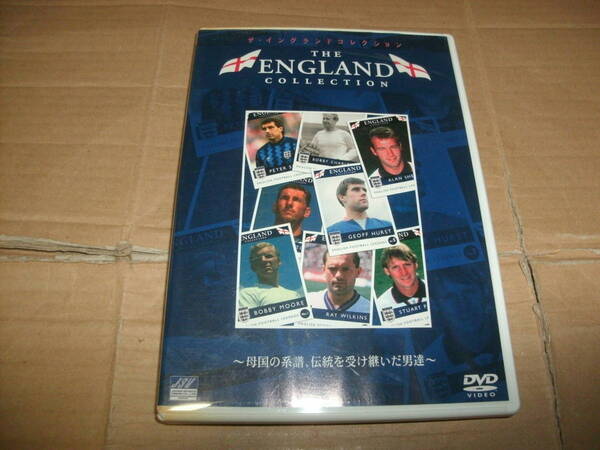 ザ・イングランドコレクション
THE
ENGLAND
COLLECTION
ENGLAND
PETER S
BOBBY CHAR
ALAN SHE
ENGLAND
GEOFF HURST
ENGLAND
BOBBY MOORE
RAY WILKINS
STUART P
～母国の系譜、伝統を受け継いだ男達～
DVD
VIDEO